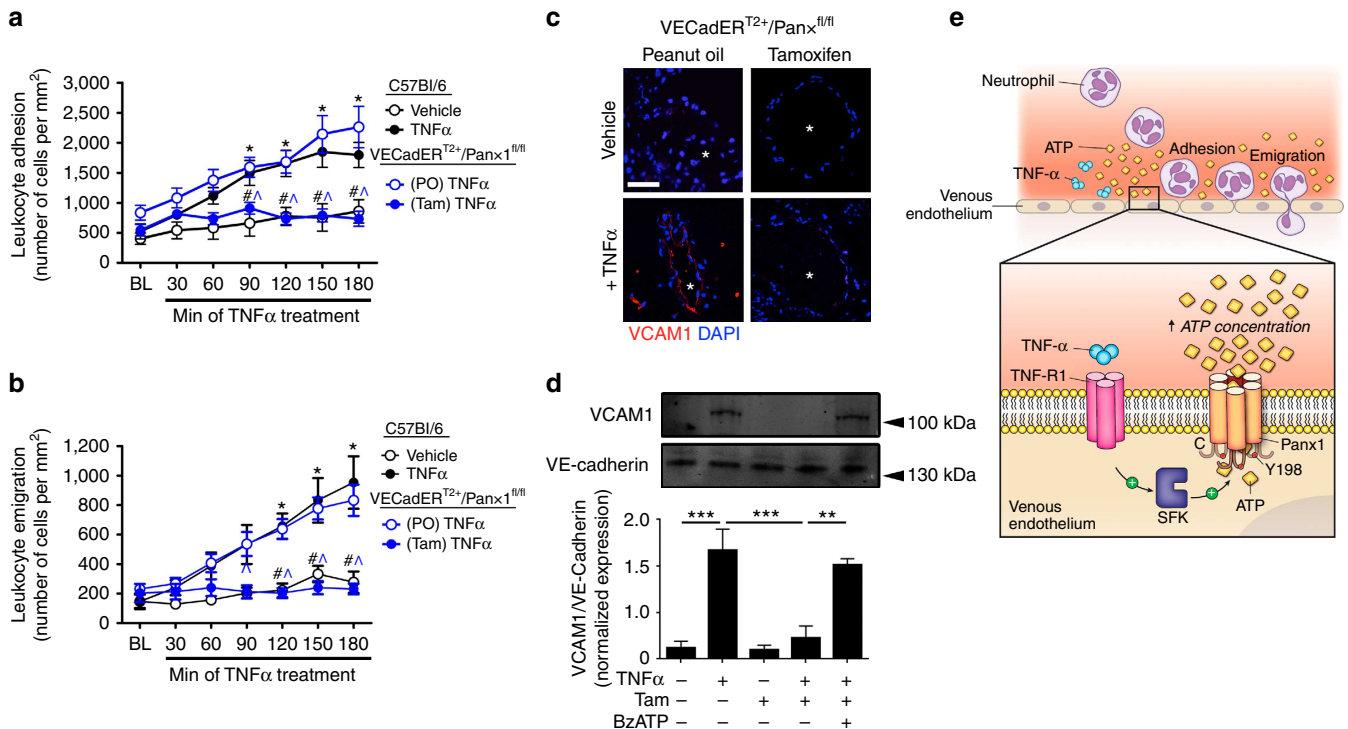 a
Leukocyte adhesion
(number of cells per mm2)
3,000
2,500
2,000
1,500
1,000
500
0
* * * *
#^ #^ #^ #^
BL 30 60 90 120 150 180
Min of TNFα treatment
C57Bl/6
Vehicle
TNFα
VECadERT2+/Panx1fl/fl
(PO) TNFα
(Tam) TNFα
b
Leukocyte emigration
(number of cells per mm2)
1,200
1,000
800
600
400
200
0
* * *
^ #^ #^ #^
BL 30 60 90 120 150 180
Min of TNFα treatment
C57Bl/6
Vehicle
TNFα
VECadERT2+/Panx1fl/fl
(PO) TNFα
(Tam) TNFα
c
VECadERT2+/Panxfl/fl
Peanut oil Tamoxifen
Vehicle
* *
+ TNFα
* *
VCAM1 DAPI
d
VCAM1
100 kDa
VE-cadherin
130 kDa
VCAM1/VE-Cadherin
(normalized expression)
2.0
1.0
1.0
0
*** *** **
TNFα – + – + +
Tam – – + + +
BzATP – – – – +
e
Neutrophil
ATP
Adhesion
Emigration
TNF-α
Venous
endothelium
↑ ATP concentration
TNF-α
TNF-R1
C
Panx1
Y198
+ +
ATP
SFK
Venous
endothelium